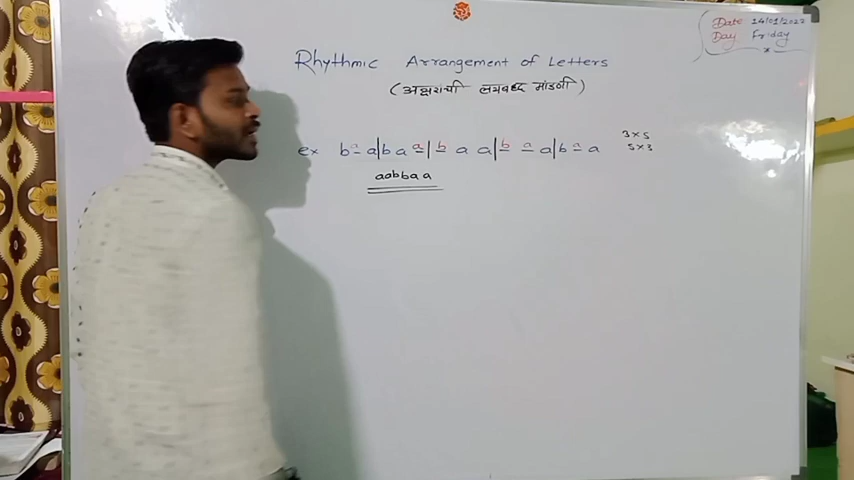 Date 14/01/2022
Day Friday
Rhythmic Arrangement of Letters
(अक्षरांची लयबध्द मांडणी)
ex b a a|b a a|b a a|b a a|b a a
3×5
5×3
aabbaa